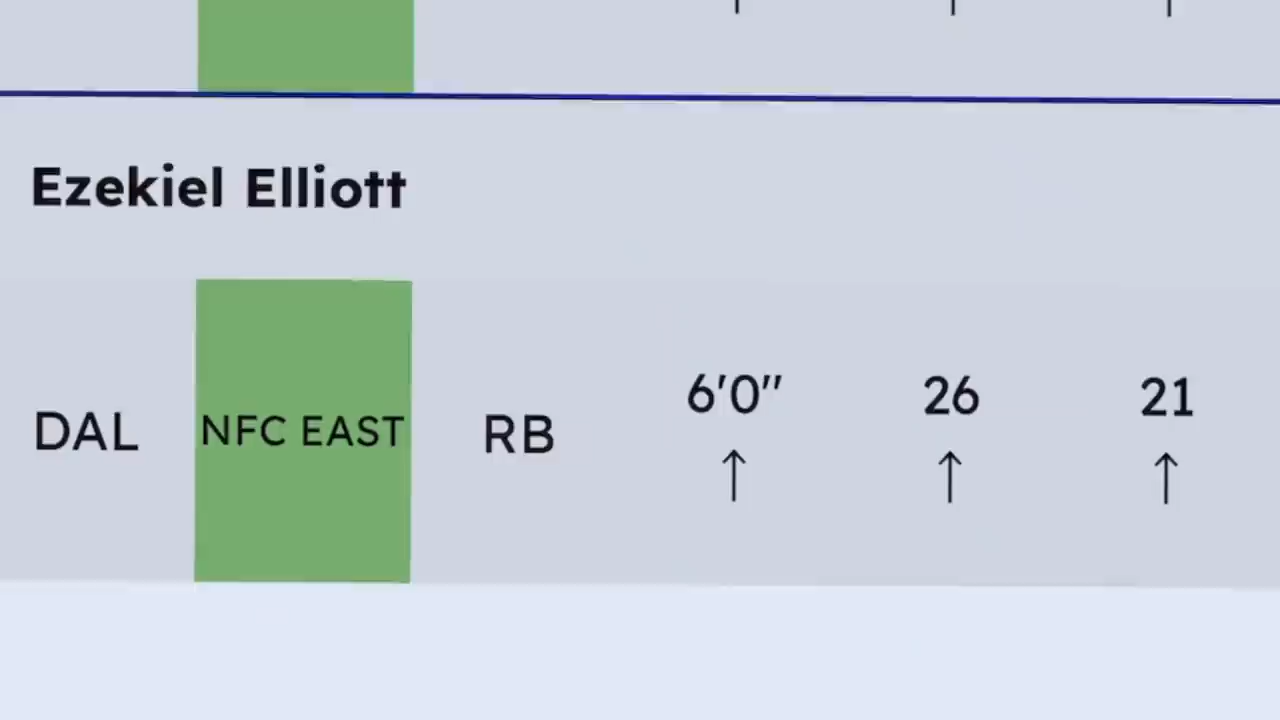 Ezekiel Elliott
DAL NFC EAST RB 6'0" 26 21
↑ ↑ ↑